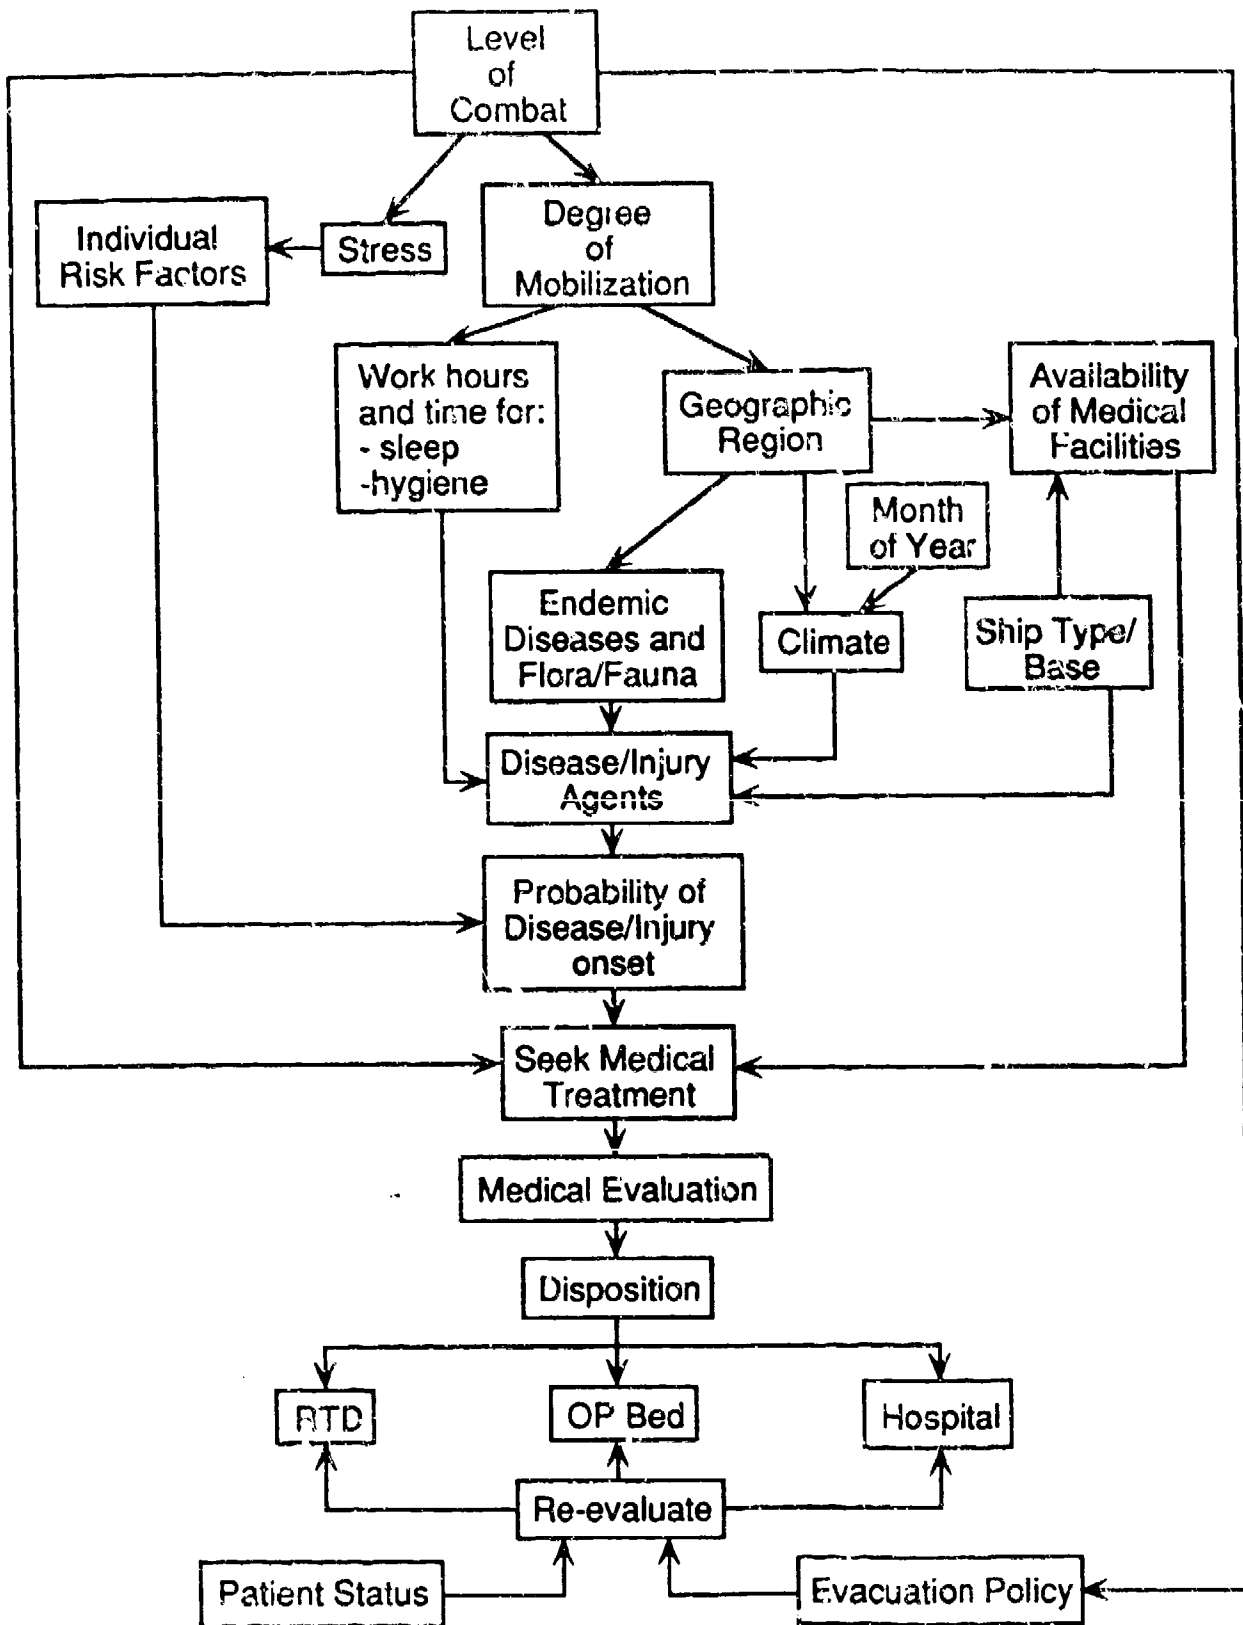 Level
of
Combat
Individual
Risk Factors
Stress
Degree
of
Mobilization
Work hours
and time for:
- sleep
-hygiene
Geographic
Region
Availability
of Medical
Facilities
Month
of Year
Endemic
Diseases and
Flora/Fauna
Climate
Ship Type/
Base
Disease/Injury
Agents
Probability of
Disease/Injury
onset
Seek Medical
Treatment
Medical Evaluation
Disposition
RTD
OP Bed
Hospital
Re-evaluate
Patient Status
Evacuation Policy